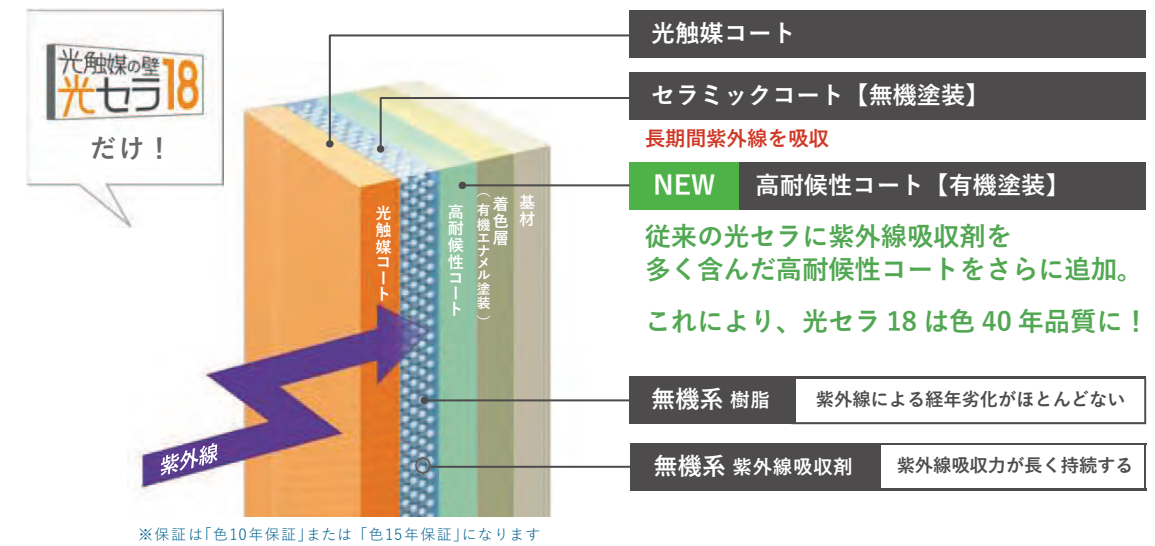 光触媒の壁
光セラ18
だけ！
光触媒コート
セラミックコート【無機塗装】
長期間紫外線を吸収
NEW 高耐候性コート【有機塗装】
従来の光セラに紫外線吸収剤を
多く含んだ高耐候性コートをさらに追加。
これにより、光セラ 18 は色 40 年品質に！
無機系 樹脂 紫外線による経年劣化がほとんどない
無機系 紫外線吸収剤 紫外線吸収力が長く持続する
光触媒コート
高耐候性コート
着色層
（有機エナメル塗装）
基材
紫外線
※保証は「色10年保証」または「色15年保証」になります